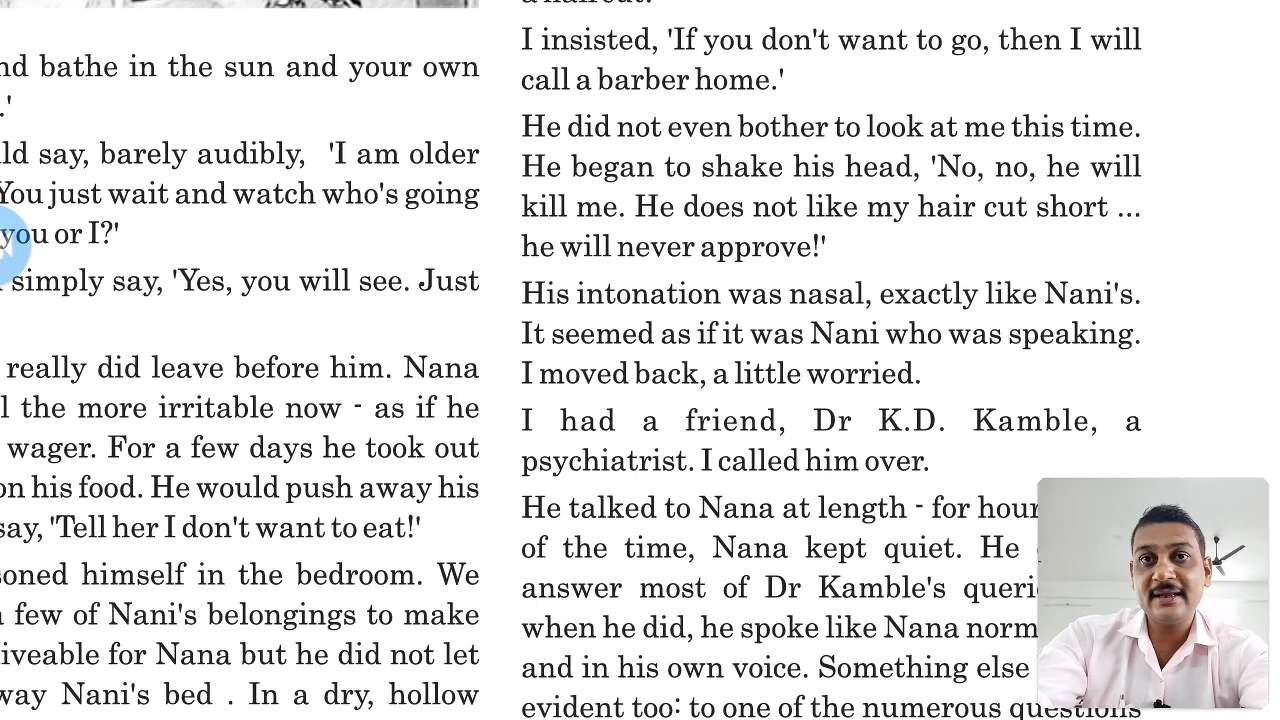 nd bathe in the sun and your own
.'
ld say, barely audibly, 'I am older
You just wait and watch who's going
you or I?'
simply say, 'Yes, you will see. Just
really did leave before him. Nana
l the more irritable now - as if he
wager. For a few days he took out
on his food. He would push away his
say, 'Tell her I don't want to eat!'
soned himself in the bedroom. We
a few of Nani's belongings to make
iveable for Nana but he did not let
way Nani's bed . In a dry, hollow
a haircut.
I insisted, 'If you don't want to go, then I will
call a barber home.'
He did not even bother to look at me this time.
He began to shake his head, 'No, no, he will
kill me. He does not like my hair cut short ...
he will never approve!'
His intonation was nasal, exactly like Nani's.
It seemed as if it was Nani who was speaking.
I moved back, a little worried.
I had a friend, Dr K.D. Kamble, a
psychiatrist. I called him over.
He talked to Nana at length - for hour
of the time, Nana kept quiet. He
answer most of Dr Kamble's queri
when he did, he spoke like Nana norm
and in his own voice. Something else
evident too: to one of the numerous questions